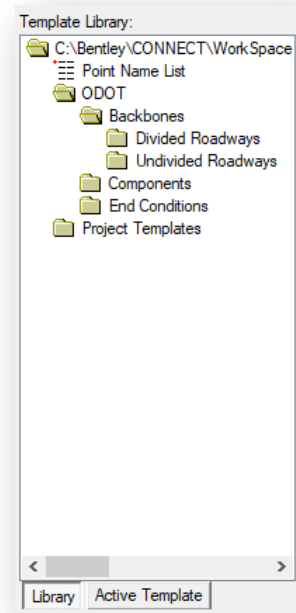 Template Library:
C:\Bentley\CONNECT\WorkSpace
Point Name List
ODOT
Backbones
Divided Roadways
Undivided Roadways
Components
End Conditions
Project Templates
Library Active Template